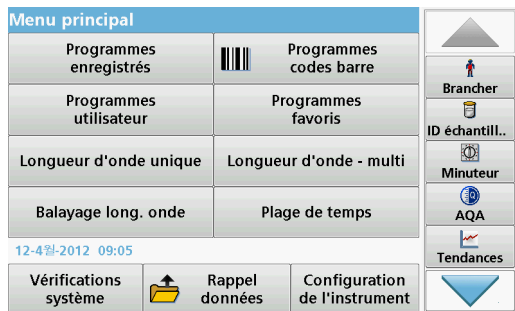 Menu principal
Programmes
enregistrés
Programmes
codes barre
Programmes
utilisateur
Programmes
favoris
Longueur d'onde unique
Longueur d'onde - multi
Balayage long. onde
Plage de temps
12-4월-2012 09:05
Vérifications
système
Rappel
données
Configuration
de l'instrument
Brancher
ID échantill..
Minuteur
AQA
Tendances